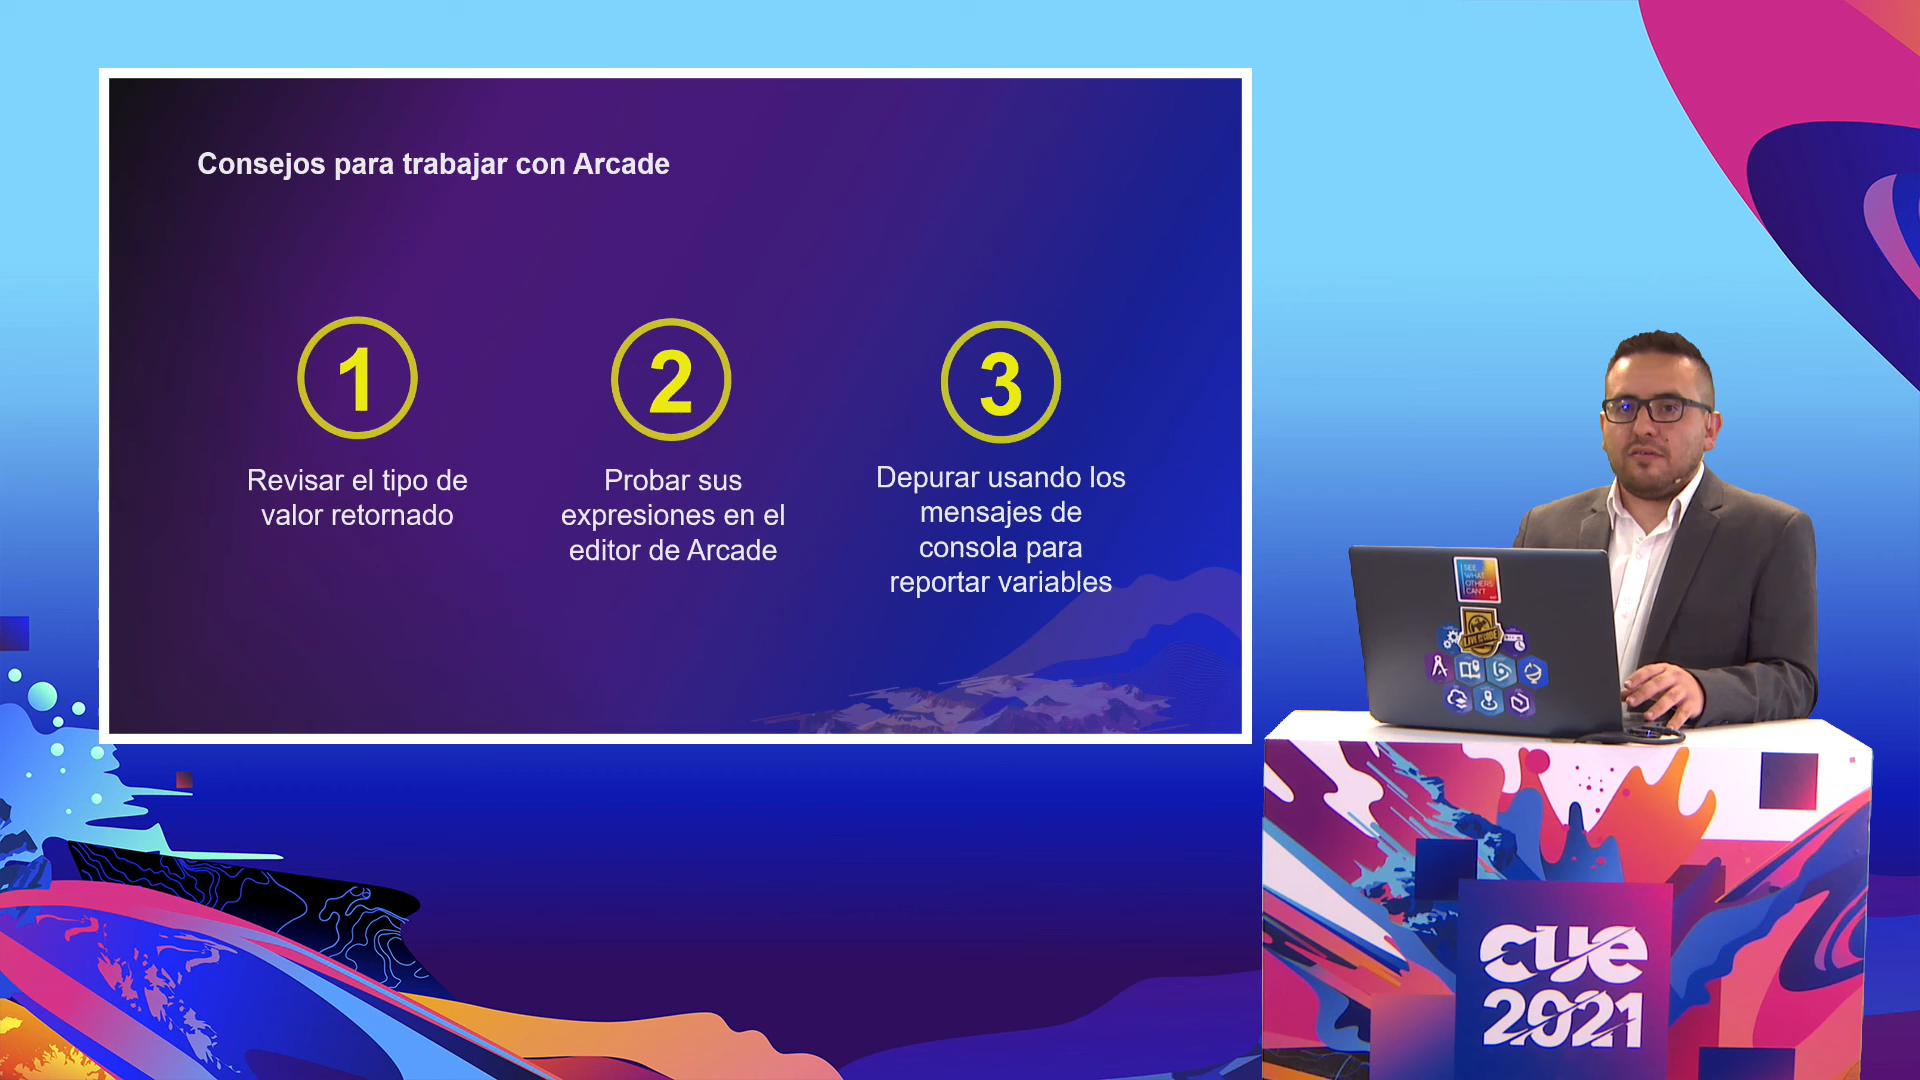 Consejos para trabajar con Arcade
1
2
3
Revisar el tipo de
valor retornado
Probar sus
expresiones en el
editor de Arcade
Depurar usando los
mensajes de
consola para
reportar variables
SEE
WHAT
OTHERS
CAN'T
CUE
2021